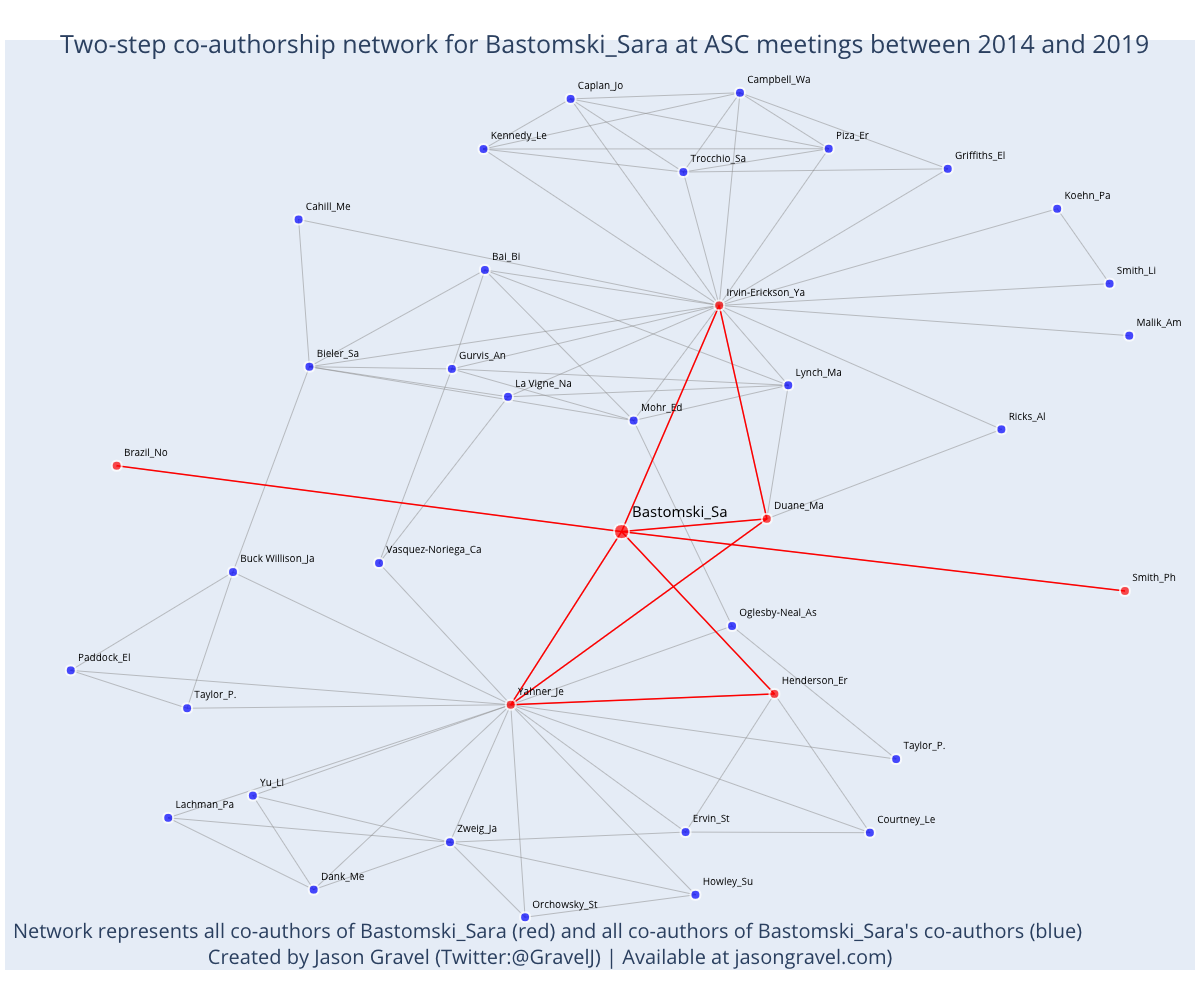 Two-step co-authorship network for Bastomski_Sara at ASC meetings between 2014 and 2019
Campbell_Wa
Caplan_Jo
Kennedy_Le
Piza_Er
Trocchio_Sa
Griffiths_El
Koehn_Pa
Cahill_Me
Bai_Bi
Smith_Li
Irvin-Erickson_Ya
Malik_Am
Bieler_Sa
Gurvis_An
Lynch_Ma
La Vigne_Na
Mohr_Ed
Ricks_Al
Brazil_No
Duane_Ma
Bastomski_Sa
Vasquez-Noriega_Ca
Buck Willison_Ja
Smith_Ph
Oglesby-Neal_As
Paddock_El
Henderson_Er
Yahner_Je
Taylor_P.
Taylor_P.
Yu_Li
Lachman_Pa
Ervin_St
Courtney_Le
Zweig_Ja
Dank_Me
Howley_Su
Orchowsky_St
Network represents all co-authors of Bastomski_Sara (red) and all co-authors of Bastomski_Sara's co-authors (blue)
Created by Jason Gravel (Twitter:@GravelJ) | Available at jasongravel.com)